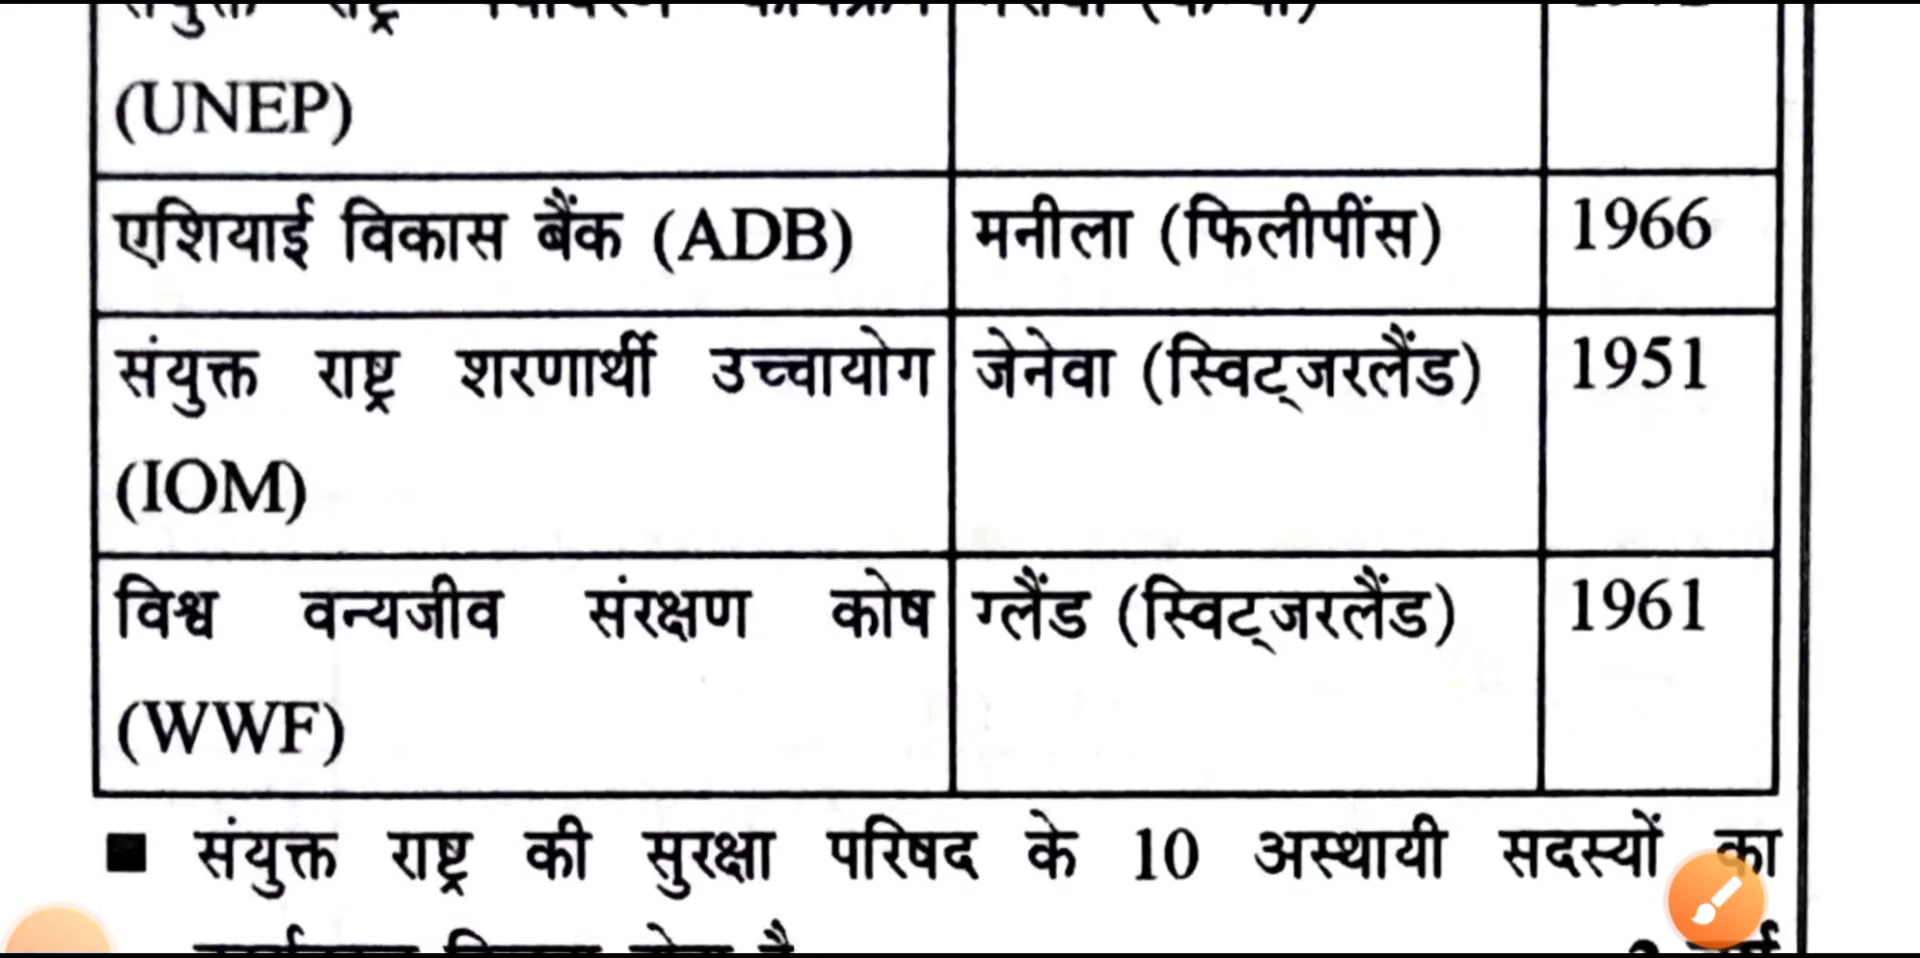 (UNEP)
एशियाई विकास बैंक (ADB) मनीला (फिलीपींस) 1966
संयुक्त राष्ट्र शरणार्थी उच्चायोग जेनेवा (स्विट्जरलैंड) 1951
(IOM)
विश्व वन्यजीव संरक्षण कोष ग्लैंड (स्विट्जरलैंड) 1961
(WWF)
■ संयुक्त राष्ट्र की सुरक्षा परिषद के 10 अस्थायी सदस्यों का